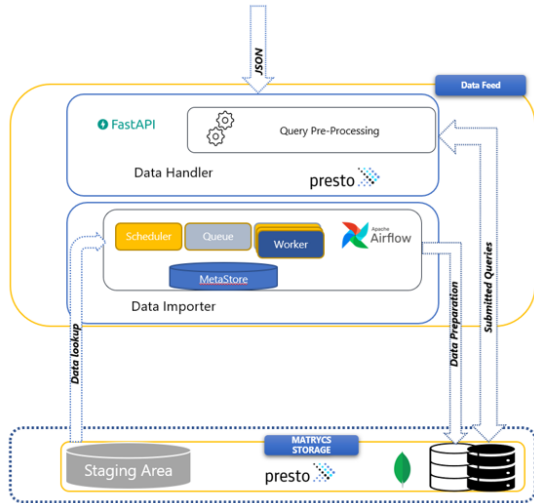 JSON
Data Feed
FastAPI
Query Pre-Processing
Data Handler
presto
Scheduler
Queue
Worker
APACHE
Airflow
MetaStore
Data Importer
Data lookup
Data Preparation
Submitted Queries
MATRYCS
STORAGE
Staging Area
presto